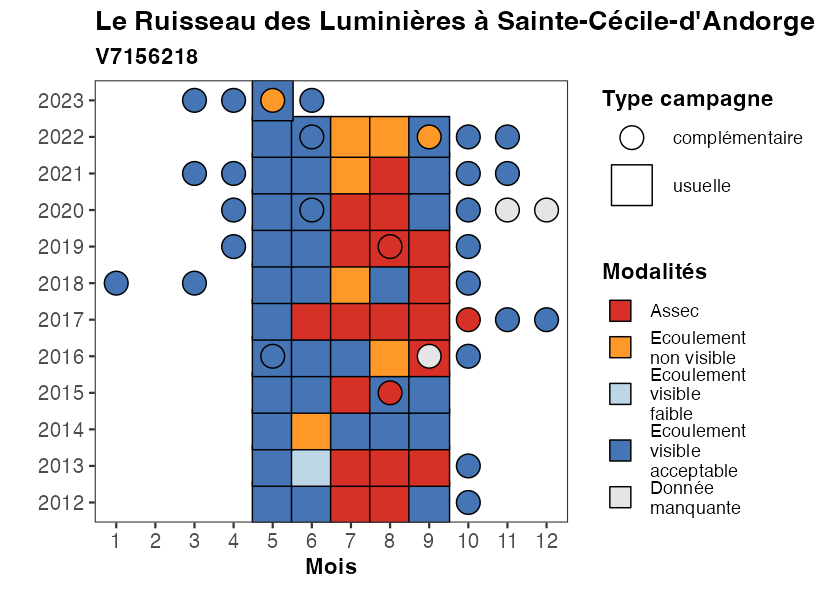 Le Ruisseau des Luminières à Sainte-Cécile-d'Andorge
V7156218
2023
2022
2021
2020
2019
2018
2017
2016
2015
2014
2013
2012
1 2 3 4 5 6 7 8 9 10 11 12
Mois
Type campagne
complémentaire
usuelle
Modalités
Assec
Ecoulement
non visible
Ecoulement
visible
faible
Ecoulement
visible
acceptable
Donnée
manquante